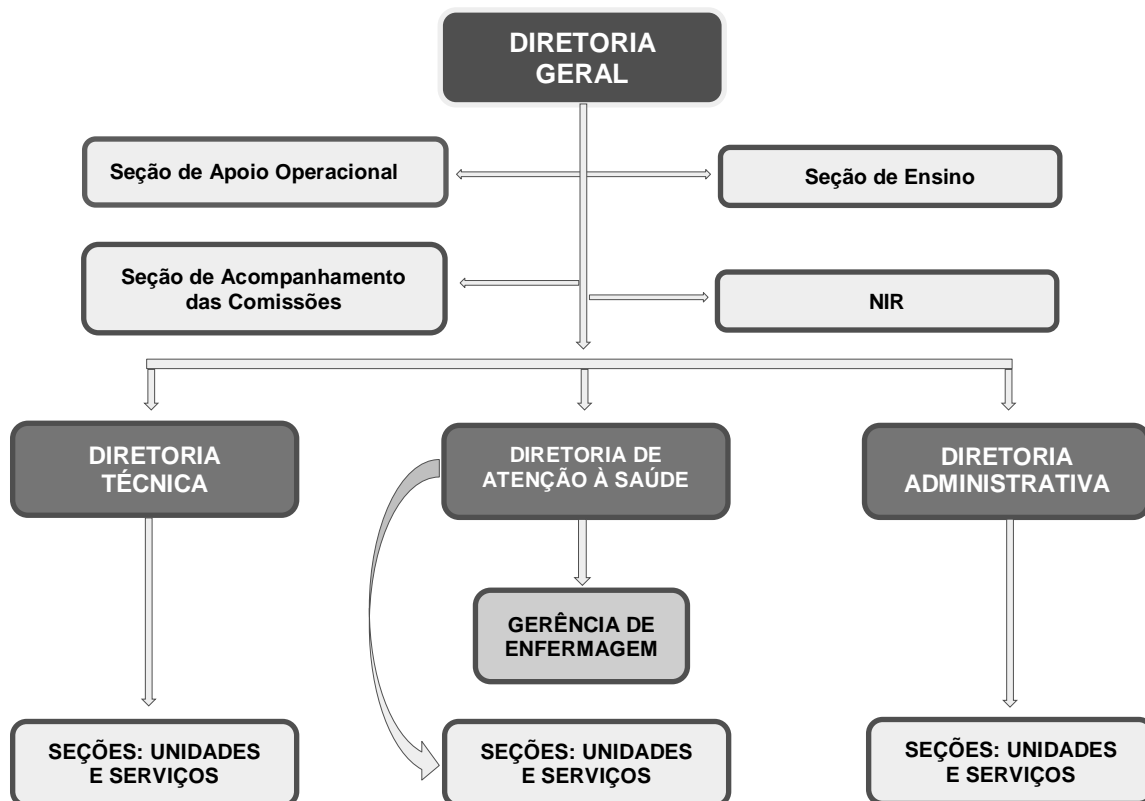 DIRETORIA
GERAL
Seção de Apoio Operacional
Seção de Ensino
Seção de Acompanhamento
das Comissões
NIR
DIRETORIA
TÉCNICA
DIRETORIA DE
ATENÇÃO À SAÚDE
DIRETORIA
ADMINISTRATIVA
GERÊNCIA DE
ENFERMAGEM
SEÇÕES: UNIDADES
E SERVIÇOS
SEÇÕES: UNIDADES
E SERVIÇOS
SEÇÕES: UNIDADES
E SERVIÇOS